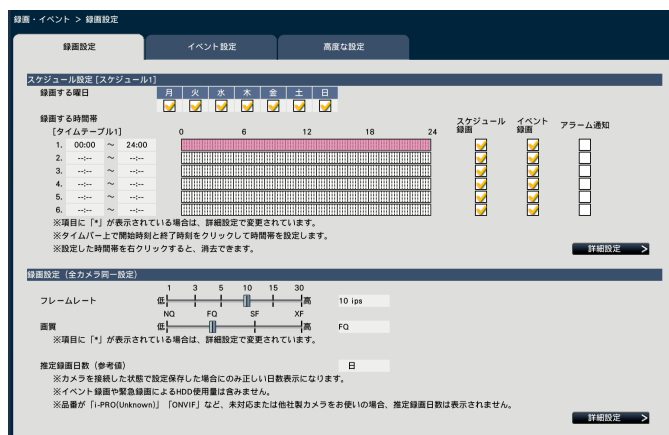 録画・イベント > 録画設定
録画設定 イベント設定 高度な設定
スケジュール設定 [スケジュール1]
録画する曜日 月 火 水 木 金 土 日
録画する時間帯
[タイムテーブル1] 0 6 12 18 24 スケジュール録画 イベント録画 アラーム通知
1. 00:00 ～ 24:00
2. --:-- ～ --:--
3. --:-- ～ --:--
4. --:-- ～ --:--
5. --:-- ～ --:--
6. --:-- ～ --:--
※項目に「*」が表示されている場合は、詳細設定で変更されています。
※タイムバー上で開始時刻と終了時刻をクリックして時間帯を設定します。
※設定した時間帯を右クリックすると、消去できます。
詳細設定 >
録画設定（全カメラ同一設定）
1 3 5 10 15 30
フレームレート 低 高 10 ips
NQ FQ SF XF
画質 低 高 FQ
※項目に「*」が表示されている場合は、詳細設定で変更されています。
推定録画日数（参考値） 日
※カメラを接続した状態で設定保存した場合にのみ正しい日数表示になります。
※イベント録画や緊急録画によるHDD使用量は含みません。
※品番が「i-PRO(Unknown)」「ONVIF」など、未対応または他社製カメラをお使いの場合、推定録画日数は表示されません。
詳細設定 >